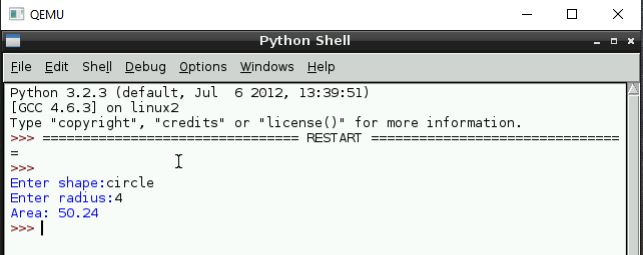 QEMU
Python Shell
File Edit Shell Debug Options Windows Help
Python 3.2.3 (default, Jul  6 2012, 13:39:51)
[GCC 4.6.3] on linux2
Type "copyright", "credits" or "license()" for more information.
>>> ================================ RESTART ===============================
=
>>>
Enter shape:circle
Enter radius:4
Area: 50.24
>>>